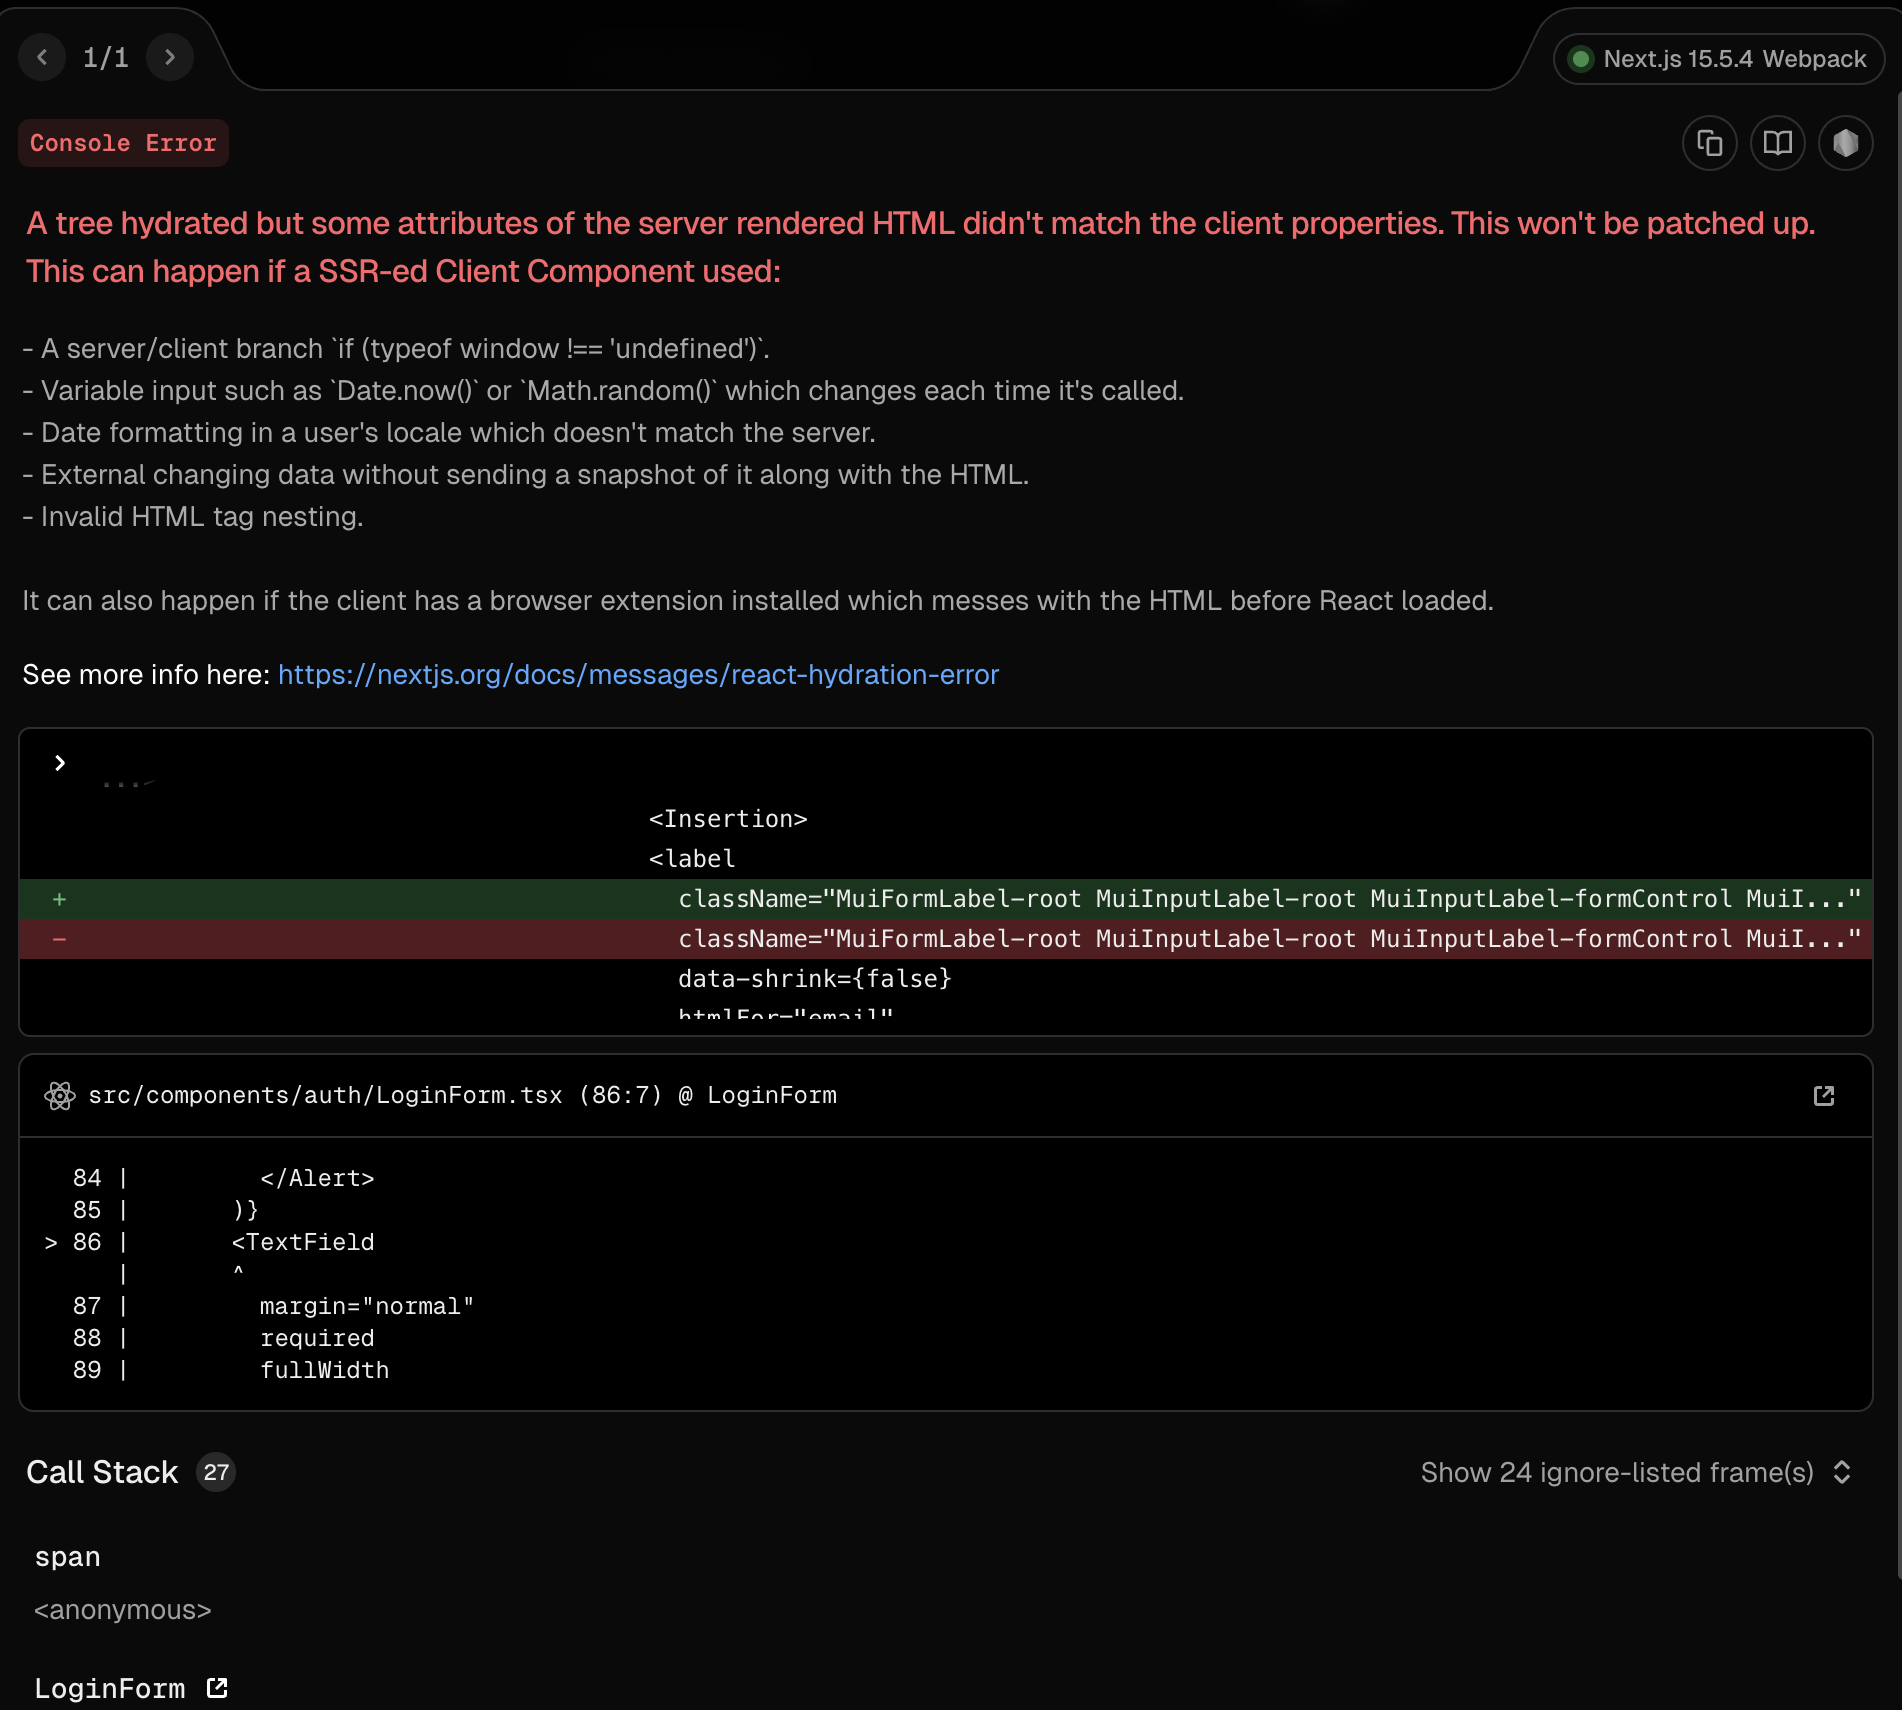 1/1
Next.js 15.5.4 Webpack
Console Error
A tree hydrated but some attributes of the server rendered HTML didn't match the client properties. This won't be patched up.
This can happen if a SSR-ed Client Component used:
- A server/client branch `if (typeof window !== 'undefined')`.
- Variable input such as `Date.now()` or `Math.random()` which changes each time it's called.
- Date formatting in a user's locale which doesn't match the server.
- External changing data without sending a snapshot of it along with the HTML.
- Invalid HTML tag nesting.
It can also happen if the client has a browser extension installed which messes with the HTML before React loaded.
See more info here: https://nextjs.org/docs/messages/react-hydration-error
...>
<Insertion>
<label
+ className="MuiFormLabel-root MuiInputLabel-root MuiInputLabel-formControl MuiI..."
- className="MuiFormLabel-root MuiInputLabel-root MuiInputLabel-formControl MuiI..."
data-shrink={false}
htmlFor="email"
src/components/auth/LoginForm.tsx (86:7) @ LoginForm
84 | </Alert>
85 | )}
> 86 | <TextField
| ^
87 | margin="normal"
88 | required
89 | fullWidth
Call Stack 27
Show 24 ignore-listed frame(s)
span
<anonymous>
LoginForm